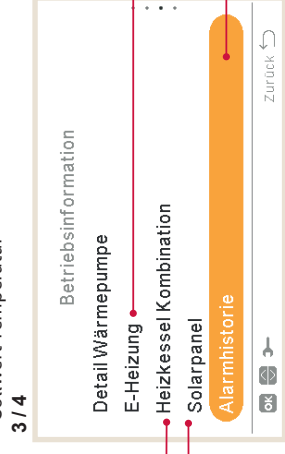 3 / 4
Betriebsinformation
Detail Wärmepumpe
E-Heizung
Heizkessel Kombination
Solarpanel
Alarmhistorie
OK
Zurück